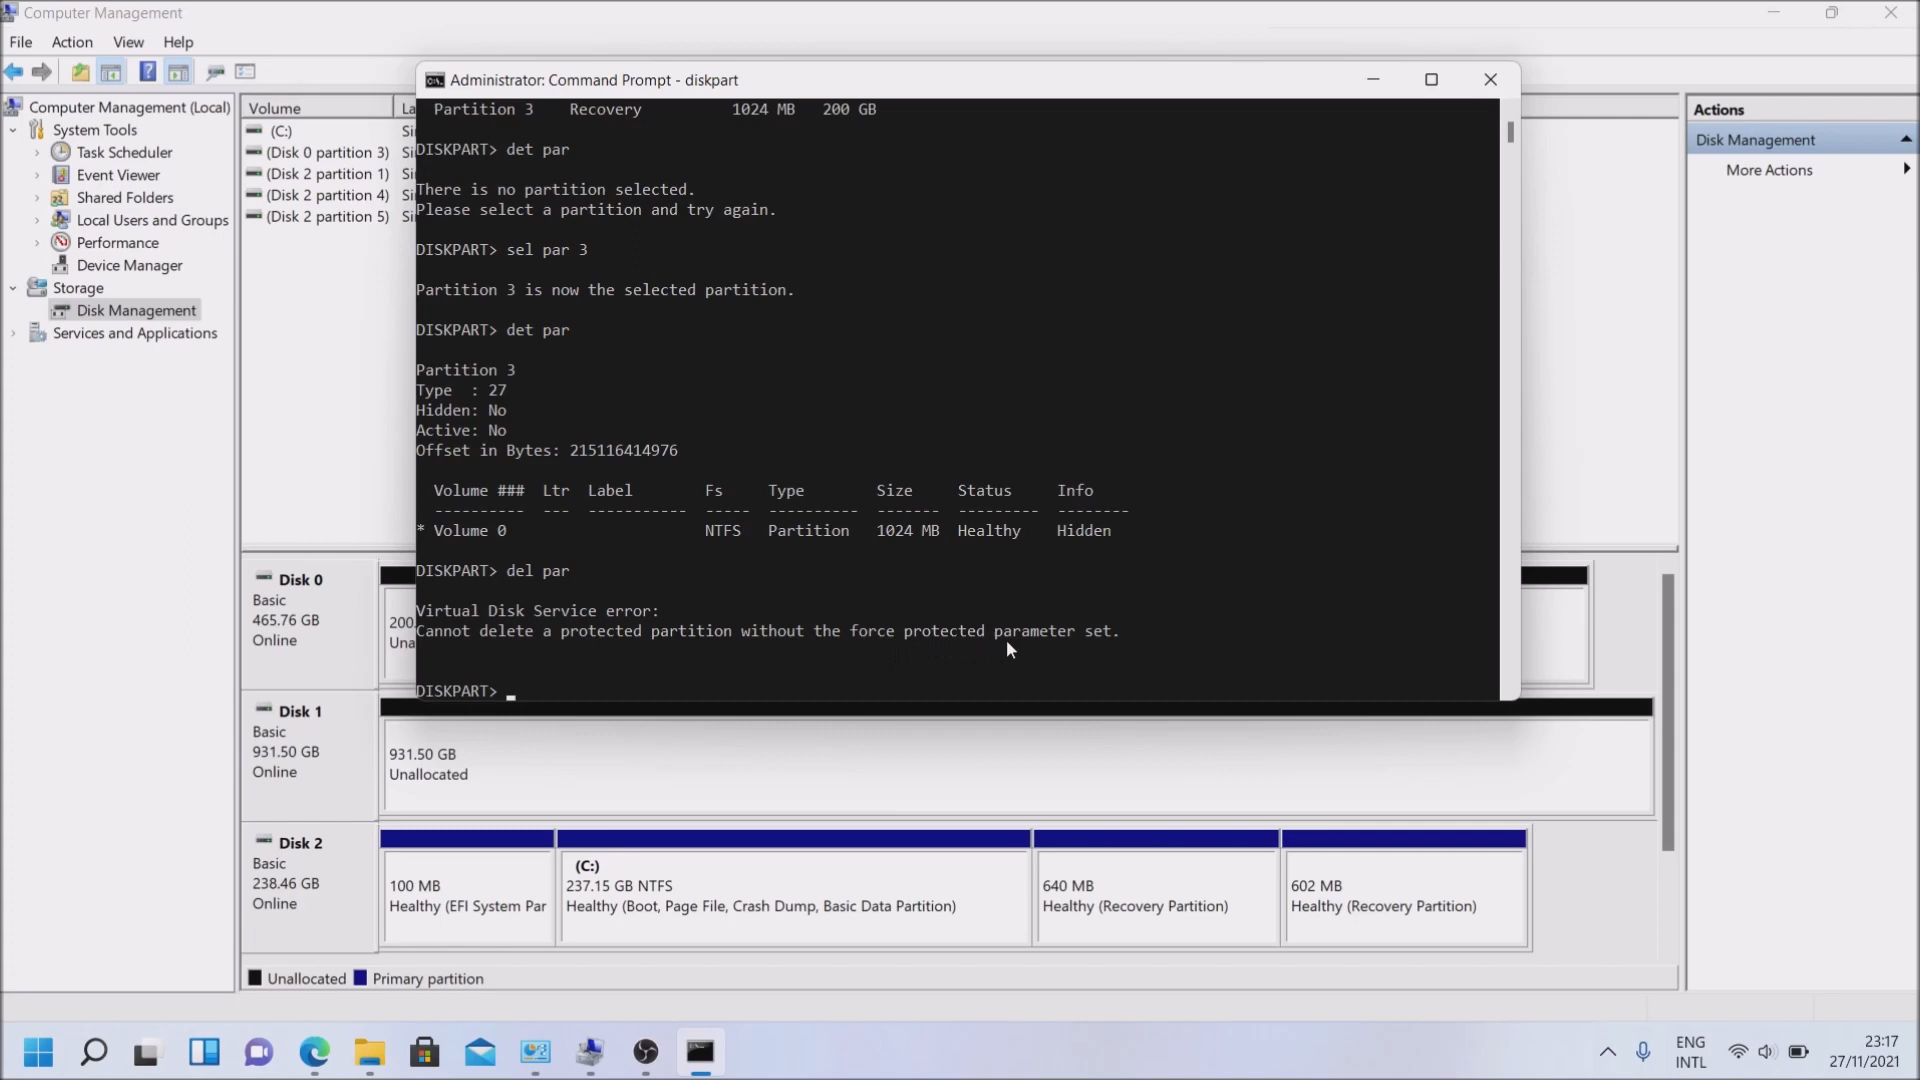 Computer Management
File Action View Help
Computer Management (Local)
System Tools
Task Scheduler
Event Viewer
Shared Folders
Local Users and Groups
Performance
Device Manager
Storage
Disk Management
Services and Applications
Volume La
(C:) Si
(Disk 0 partition 3) Si
(Disk 2 partition 1) Si
(Disk 2 partition 4) Si
(Disk 2 partition 5) Si
Administrator: Command Prompt - diskpart
Partition 3 Recovery 1024 MB 200 GB
DISKPART> det par
There is no partition selected.
Please select a partition and try again.
DISKPART> sel par 3
Partition 3 is now the selected partition.
DISKPART> det par
Partition 3
Type : 27
Hidden: No
Active: No
Offset in Bytes: 215116414976
Volume ### Ltr Label Fs Type Size Status Info
---------- --- ----------- ----- ---------- ------- --------- --------
* Volume 0 NTFS Partition 1024 MB Healthy Hidden
DISKPART> del par
Virtual Disk Service error:
Cannot delete a protected partition without the force protected parameter set.
DISKPART>
Actions
Disk Management
More Actions
Disk 0
Basic
465.76 GB
Online
200.
Una
Disk 1
Basic
931.50 GB
Online
931.50 GB
Unallocated
Disk 2
Basic
238.46 GB
Online
100 MB
Healthy (EFI System Par
(C:)
237.15 GB NTFS
Healthy (Boot, Page File, Crash Dump, Basic Data Partition)
640 MB
Healthy (Recovery Partition)
602 MB
Healthy (Recovery Partition)
Unallocated Primary partition
ENG
INTL
23:17
27/11/2021